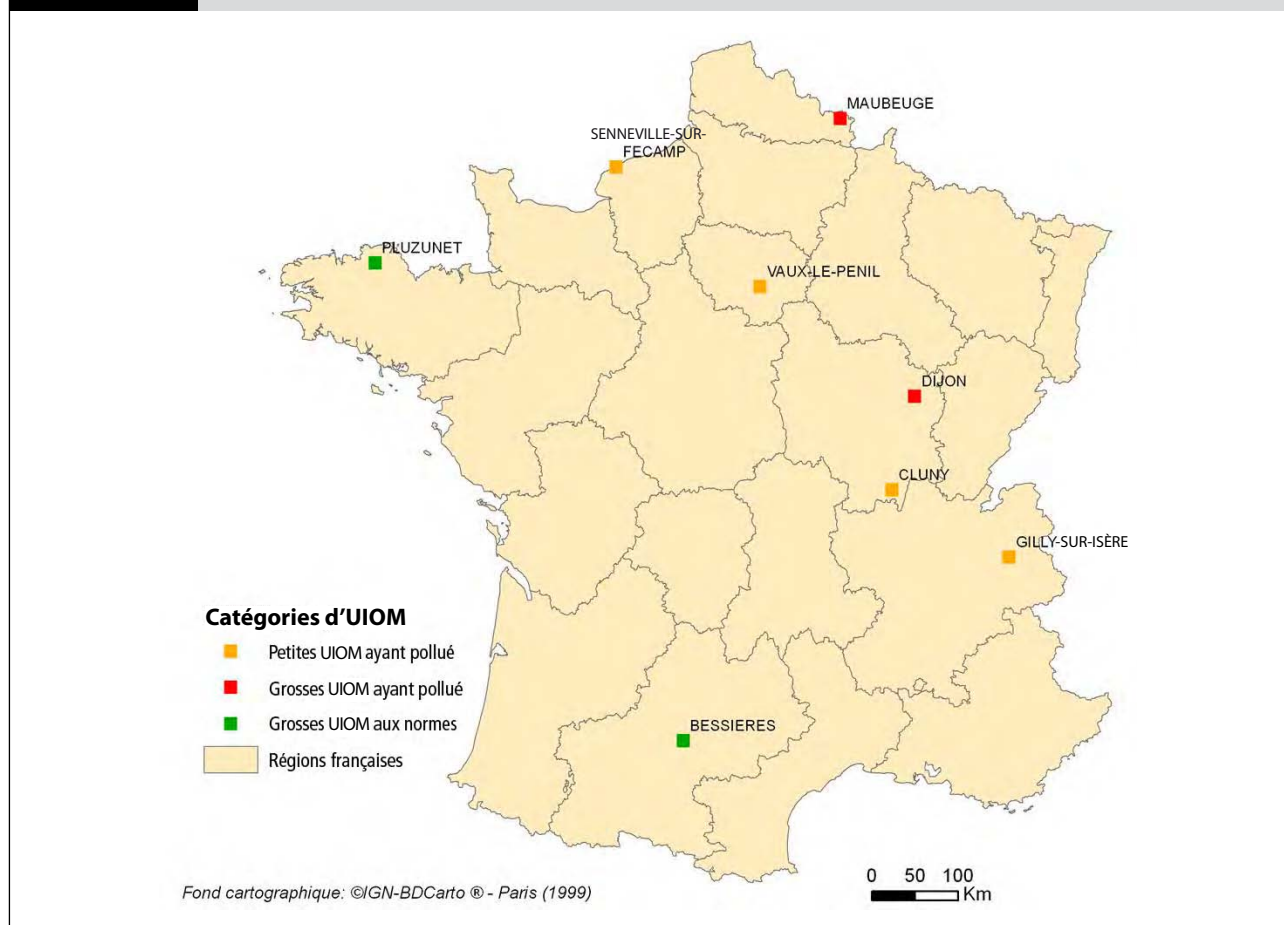 MAUBEUGE
SENNEVILLE-SUR-
FECAMP
PLUZUNET
VAUX-LE-PENIL
DIJON
CLUNY
GILLY-SUR-ISÈRE
BESSIERES
Catégories d'UIOM
Petites UIOM ayant pollué
Grosses UIOM ayant pollué
Grosses UIOM aux normes
Régions françaises
0 50 100
Km
Fond cartographique: ©IGN-BDCarto ® - Paris (1999)